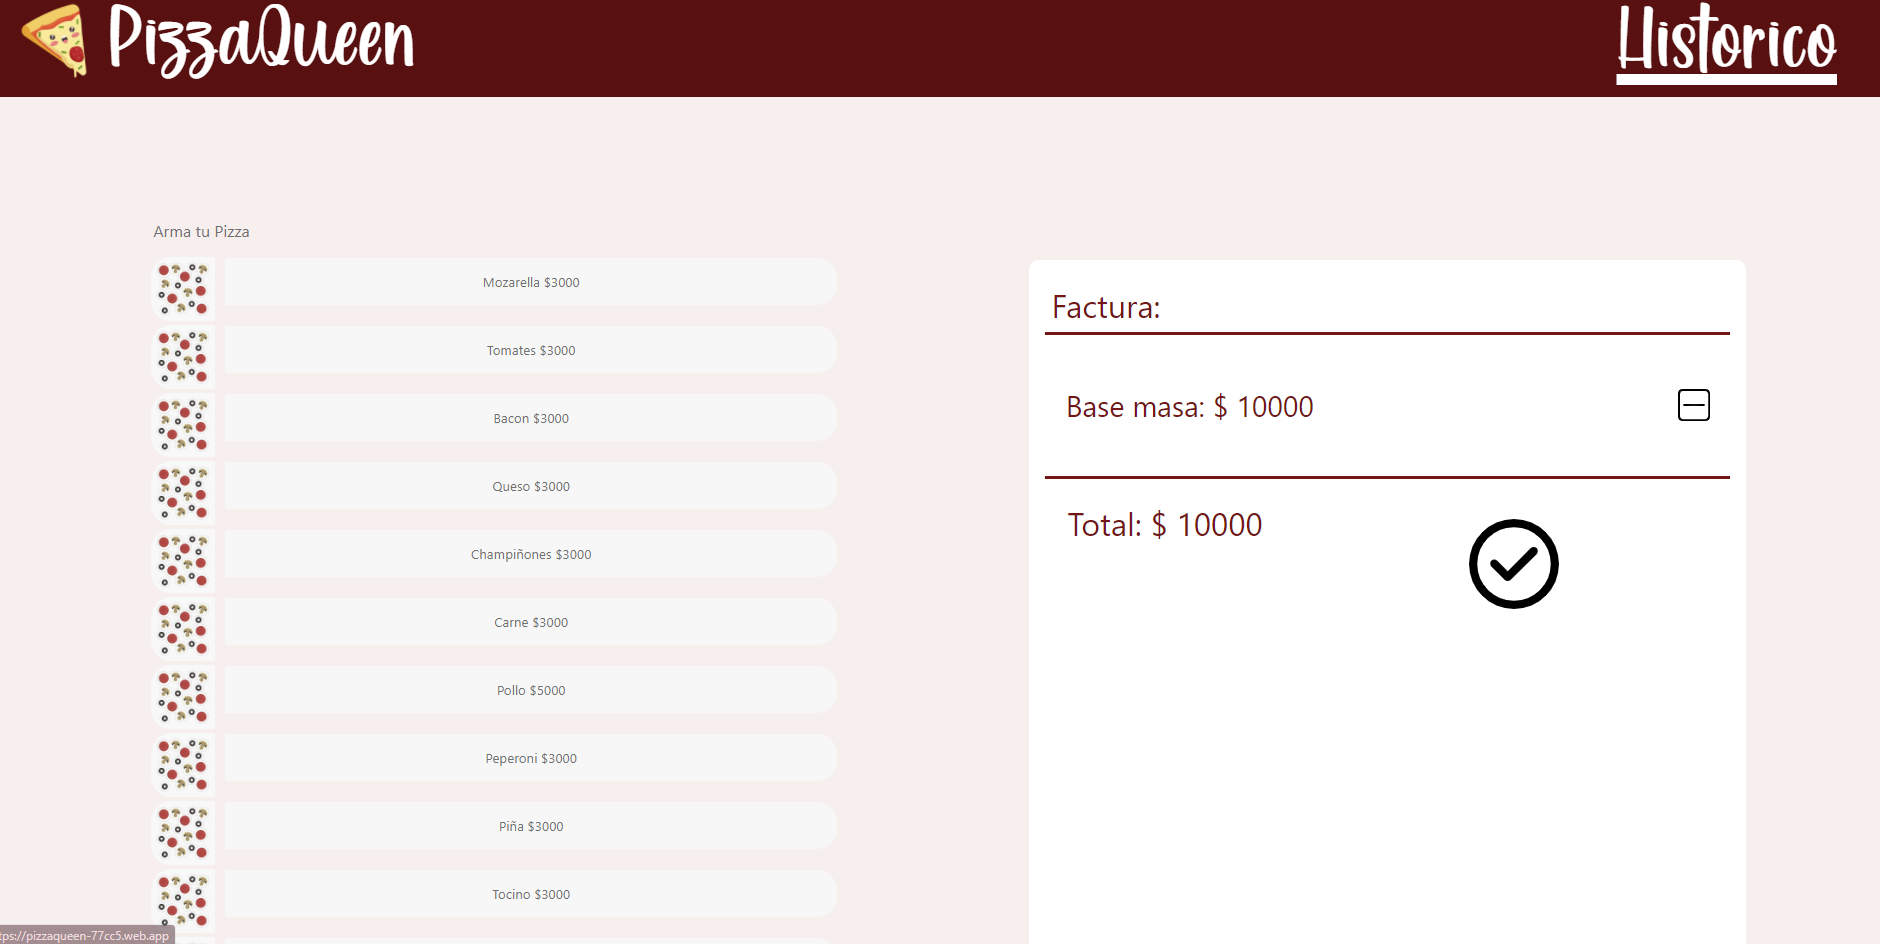 PizzaQueen
Historico
Arma tu Pizza
Mozarella $3000
Tomates $3000
Bacon $3000
Queso $3000
Champiñones $3000
Carne $3000
Pollo $5000
Peperoni $3000
Piña $3000
Tocino $3000
Factura:
Base masa: $ 10000
Total: $ 10000
tps://pizzaqueen-77cc5.web.app